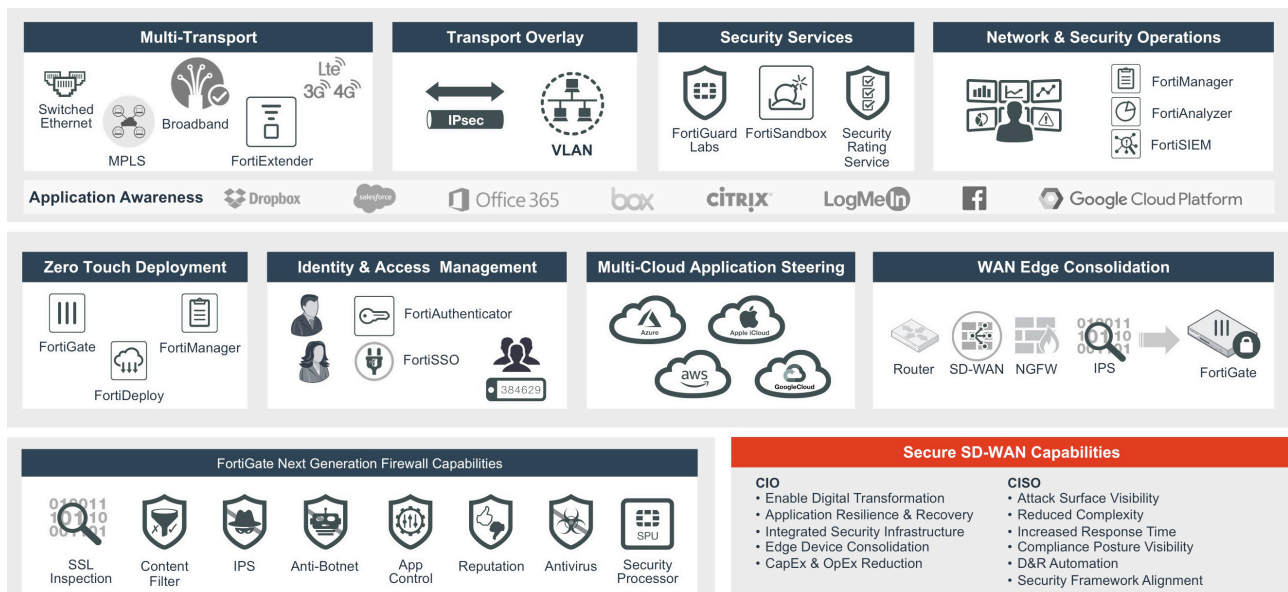 Multi-Transport
Switched
Ethernet
MPLS
Broadband
Lte
3G 4G
FortiExtender
Transport Overlay
IPsec
VLAN
Security Services
FortiGuard
Labs
FortiSandbox
Security
Rating
Service
Network & Security Operations
FortiManager
FortiAnalyzer
FortiSIEM
Application Awareness
Dropbox
salesforce
Office 365
box
CİTRIX
LogMeIn
f
Google Cloud Platform
Zero Touch Deployment
FortiGate
FortiManager
FortiDeploy
Identity & Access Management
FortiAuthenticator
FortiSSO
384629
Multi-Cloud Application Steering
Azure
Apple iCloud
aws
GoogleCloud
WAN Edge Consolidation
Router
SD-WAN
NGFW
IPS
FortiGate
FortiGate Next Generation Firewall Capabilities
SSL
Inspection
Content
Filter
IPS
Anti-Botnet
App
Control
Reputation
Antivirus
SPU
Security
Processor
Secure SD-WAN Capabilities
CIO
• Enable Digital Transformation
• Application Resilience & Recovery
• Integrated Security Infrastructure
• Edge Device Consolidation
• CapEx & OpEx Reduction
CISO
• Attack Surface Visibility
• Reduced Complexity
• Increased Response Time
• Compliance Posture Visibility
• D&R Automation
• Security Framework Alignment